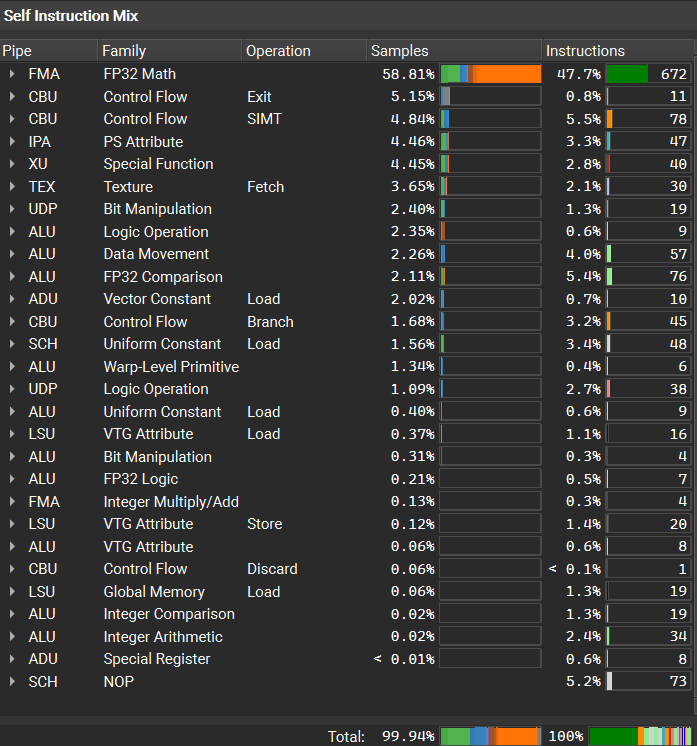 Self Instruction Mix
Pipe Family Operation Samples Instructions
FMA FP32 Math 58.81% 47.7% 672
CBU Control Flow Exit 5.15% 0.8% 11
CBU Control Flow SIMT 4.84% 5.5% 78
IPA PS Attribute 4.46% 3.3% 47
XU Special Function 4.45% 2.8% 40
TEX Texture Fetch 3.65% 2.1% 30
UDP Bit Manipulation 2.40% 1.3% 19
ALU Logic Operation 2.35% 0.6% 9
ALU Data Movement 2.26% 4.0% 57
ALU FP32 Comparison 2.11% 5.4% 76
ADU Vector Constant Load 2.02% 0.7% 10
CBU Control Flow Branch 1.68% 3.2% 45
SCH Uniform Constant Load 1.56% 3.4% 48
ALU Warp-Level Primitive 1.34% 0.4% 6
UDP Logic Operation 1.09% 2.7% 38
ALU Uniform Constant Load 0.40% 0.6% 9
LSU VTG Attribute Load 0.37% 1.1% 16
ALU Bit Manipulation 0.31% 0.3% 4
ALU FP32 Logic 0.21% 0.5% 7
FMA Integer Multiply/Add 0.13% 0.3% 4
LSU VTG Attribute Store 0.12% 1.4% 20
ALU VTG Attribute 0.06% 0.6% 8
CBU Control Flow Discard 0.06% < 0.1% 1
LSU Global Memory Load 0.06% 1.3% 19
ALU Integer Comparison 0.02% 1.3% 19
ALU Integer Arithmetic 0.02% 2.4% 34
ADU Special Register < 0.01% 0.6% 8
SCH NOP 5.2% 73
Total: 99.94% 100%